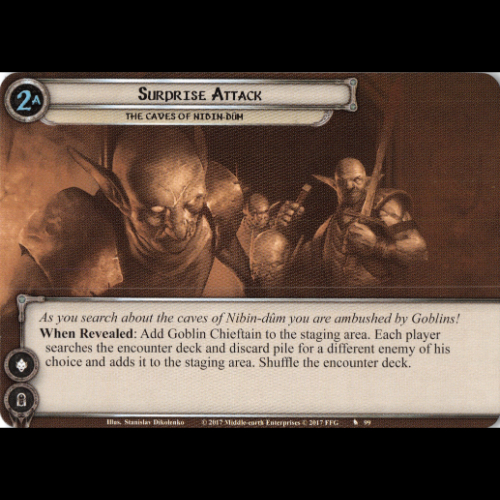 2A
Surprise Attack
The Caves of Nibin-dûm
As you search about the caves of Nibin-dûm you are ambushed by Goblins!
When Revealed: Add Goblin Chieftain to the staging area. Each player
searches the encounter deck and discard pile for a different enemy of his
choice and adds it to the staging area. Shuffle the encounter deck.
Illus. Stanislav Dikolenko © 2017 Middle-earth Enterprises © 2017 FFG 99